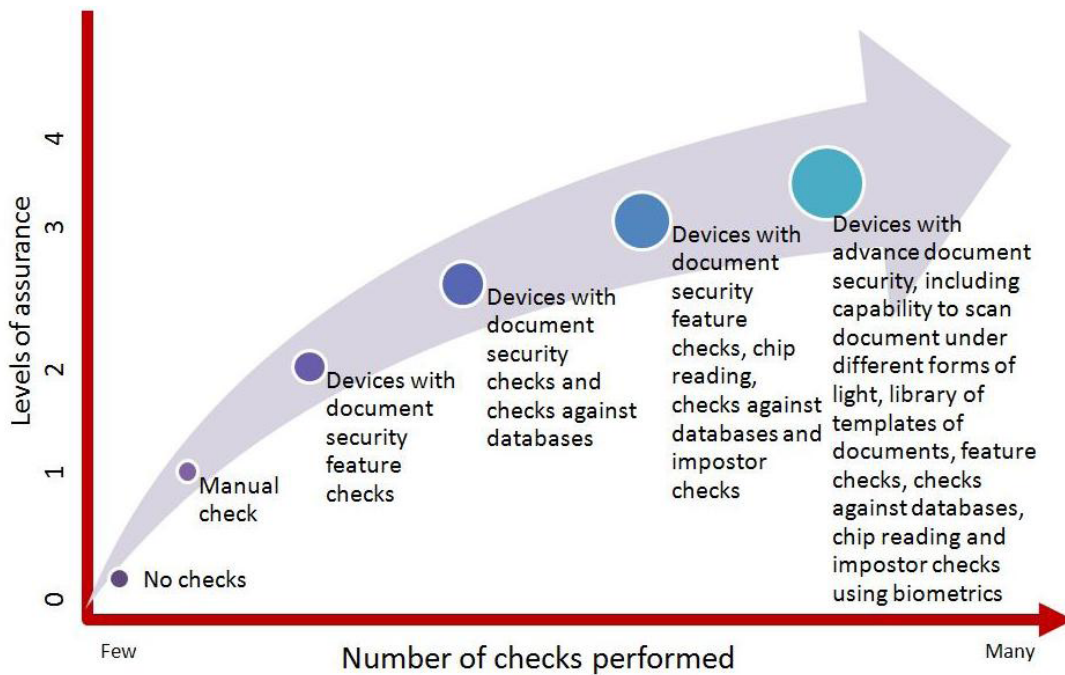 Levels of assurance
4
3
2
1
0
No checks
Manual
check
Devices with
document
security
feature
checks
Devices with
document
security
checks and
checks against
databases
Devices with
document
security
feature
checks, chip
reading,
checks against
databases and
impostor
checks
Devices with
advance document
security, including
capability to scan
document under
different forms of
light, library of
templates of
documents, feature
checks, checks
against databases,
chip reading and
impostor checks
using biometrics
Few
Number of checks performed
Many